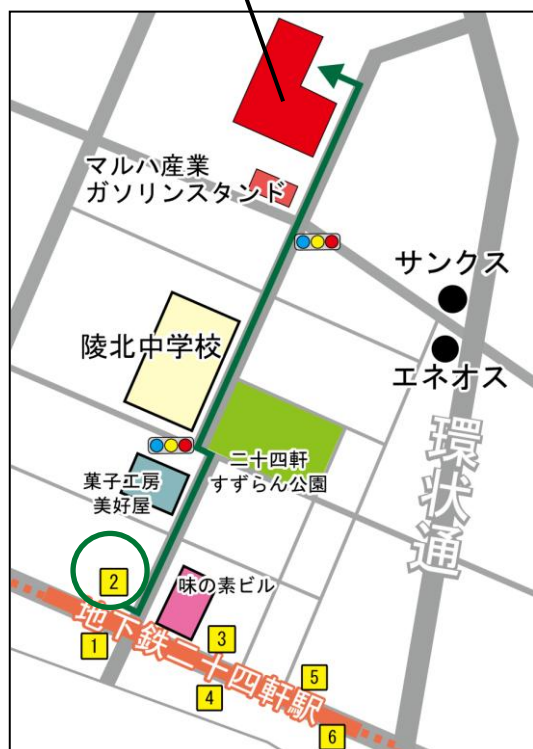 マルハ産業
ガソリンスタンド
サンクス
エネオス
陵北中学校
環状通
二十四軒
すずらん公園
菓子工房
美好屋
味の素ビル
2
1
3
4
5
6
地下鉄二十四軒駅